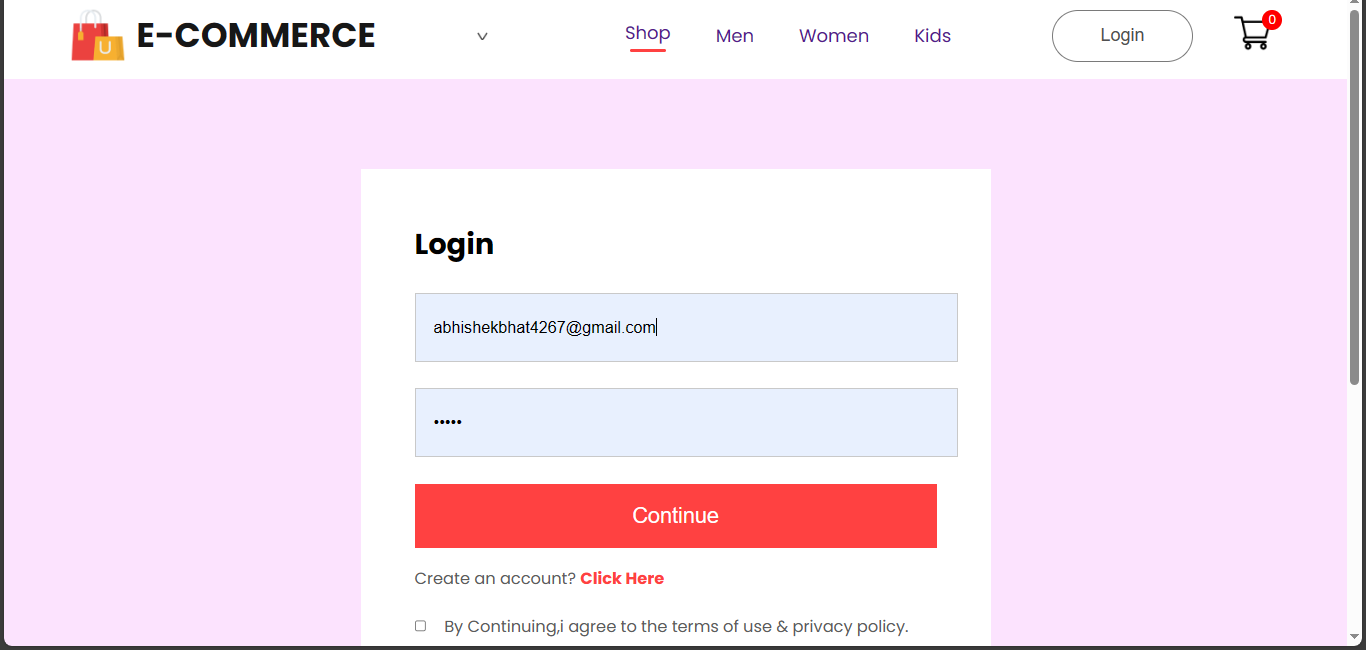 E-COMMERCE
Shop Men Women Kids Login 0
Login
abhishekbhat4267@gmail.com
•••••
Continue
Create an account? Click Here
By Continuing,i agree to the terms of use & privacy policy.